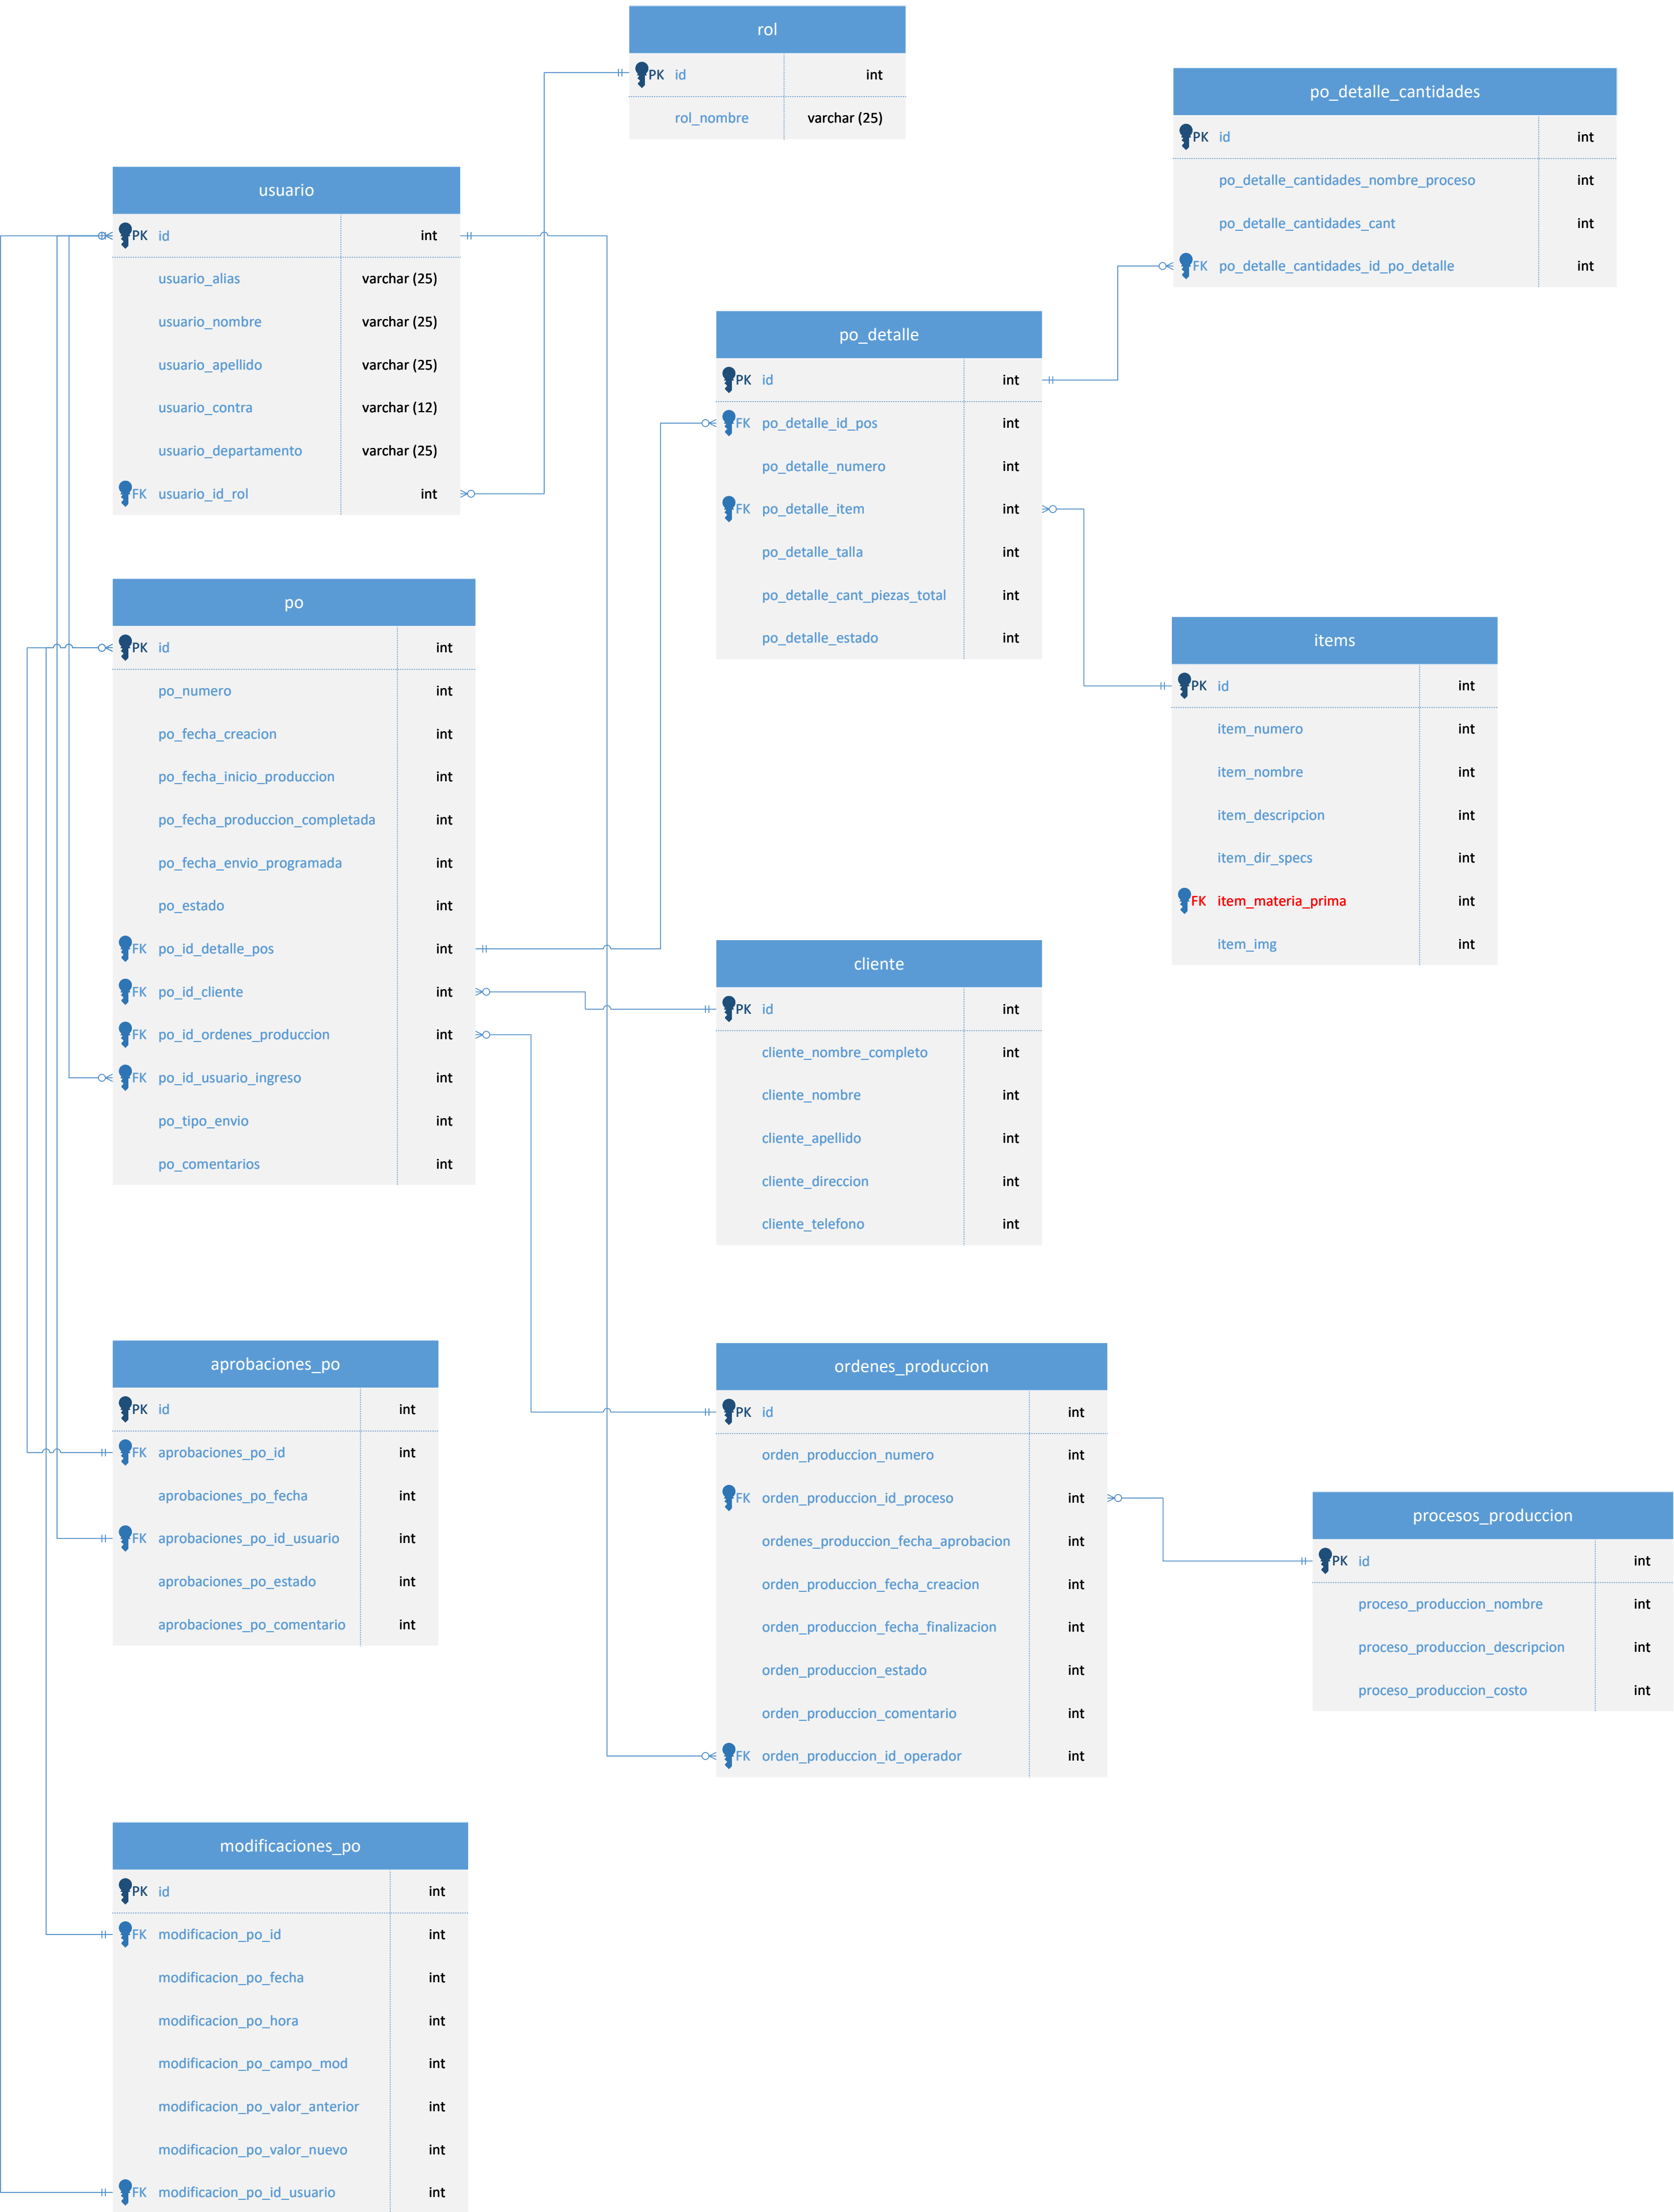 rol
PK id int
rol_nombre varchar (25)
po_detalle_cantidades
PK id int
po_detalle_cantidades_nombre_proceso int
po_detalle_cantidades_cant int
FK po_detalle_cantidades_id_po_detalle int
usuario
PK id int
usuario_alias varchar (25)
usuario_nombre varchar (25)
usuario_apellido varchar (25)
usuario_contra varchar (12)
usuario_departamento varchar (25)
FK usuario_id_rol int
po_detalle
PK id int
FK po_detalle_id_pos int
po_detalle_numero int
FK po_detalle_item int
po_detalle_talla int
po_detalle_cant_piezas_total int
po_detalle_estado int
po
PK id int
po_numero int
po_fecha_creacion int
po_fecha_inicio_produccion int
po_fecha_produccion_completada int
po_fecha_envio_programada int
po_estado int
FK po_id_detalle_pos int
FK po_id_cliente int
FK po_id_ordenes_produccion int
FK po_id_usuario_ingreso int
po_tipo_envio int
po_comentarios int
items
PK id int
item_numero int
item_nombre int
item_descripcion int
item_dir_specs int
FK item_materia_prima int
item_img int
cliente
PK id int
cliente_nombre_completo int
cliente_nombre int
cliente_apellido int
cliente_direccion int
cliente_telefono int
aprobaciones_po
PK id int
FK aprobaciones_po_id int
aprobaciones_po_fecha int
FK aprobaciones_po_id_usuario int
aprobaciones_po_estado int
aprobaciones_po_comentario int
ordenes_produccion
PK id int
orden_produccion_numero int
FK orden_produccion_id_proceso int
ordenes_produccion_fecha_aprobacion int
orden_produccion_fecha_creacion int
orden_produccion_fecha_finalizacion int
orden_produccion_estado int
orden_produccion_comentario int
FK orden_produccion_id_operador int
procesos_produccion
PK id int
proceso_produccion_nombre int
proceso_produccion_descripcion int
proceso_produccion_costo int
modificaciones_po
PK id int
FK modificacion_po_id int
modificacion_po_fecha int
modificacion_po_hora int
modificacion_po_campo_mod int
modificacion_po_valor_anterior int
modificacion_po_valor_nuevo int
FK modificacion_po_id_usuario int